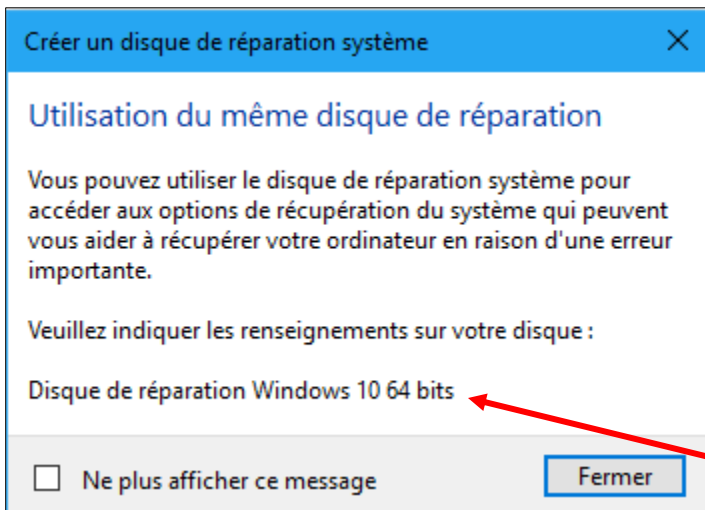 Créer un disque de réparation système
Utilisation du même disque de réparation
Vous pouvez utiliser le disque de réparation système pour
accéder aux options de récupération du système qui peuvent
vous aider à récupérer votre ordinateur en raison d'une erreur
importante.
Veuillez indiquer les renseignements sur votre disque :
Disque de réparation Windows 10 64 bits
Ne plus afficher ce message
Fermer